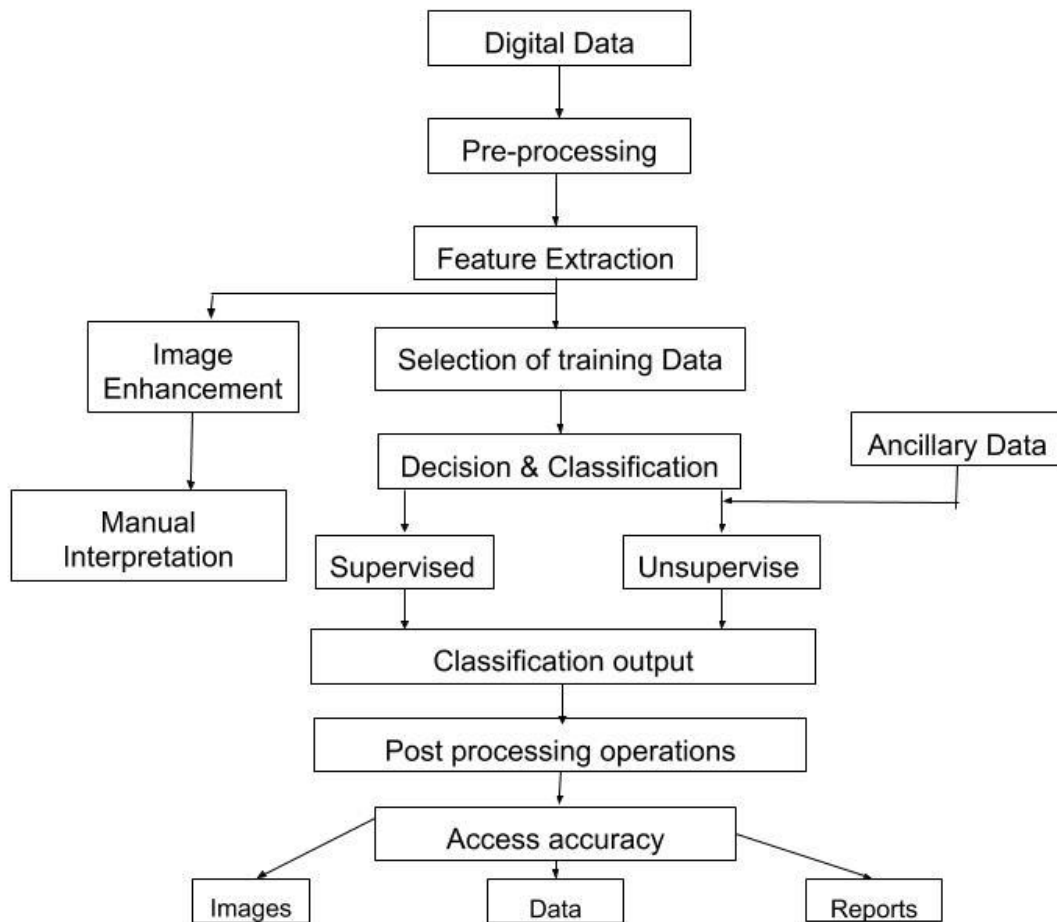 Digital Data
Pre-processing
Feature Extraction
Image
Enhancement
Selection of training Data
Ancillary Data
Decision & Classification
Manual
Interpretation
Supervised
Unsupervise
Classification output
Post processing operations
Access accuracy
Images
Data
Reports